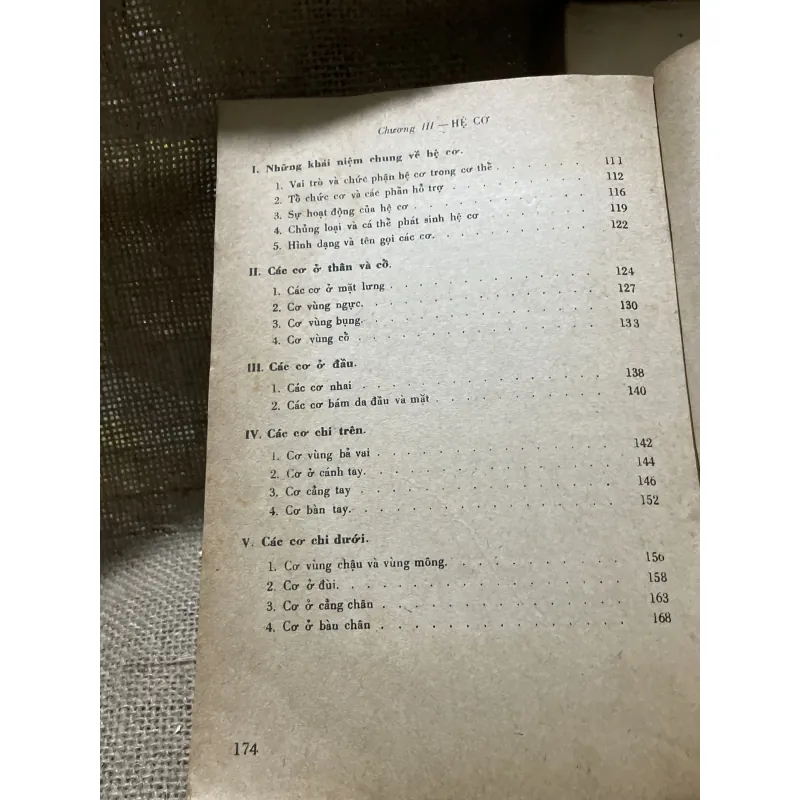 Chương III — HỆ CƠ
I. Những khái niệm chung về hệ cơ.
1. Vai trò và chức phận hệ cơ trong cơ thể . . . . . . . 111
2. Tổ chức cơ và các phần hỗ trợ . . . . . . . . . . 112
3. Sự hoạt động của hệ cơ . . . . . . . . . . . . 116
4. Chủng loại và cá thể phát sinh hệ cơ . . . . . . . . 119
5. Hình dạng và tên gọi các cơ. . . . . . . . . . . 122
II. Các cơ ở thân và cổ.
1. Các cơ ở mặt lưng . . . . . . . . . . . . . 124
2. Cơ vùng ngực. . . . . . . . . . . . . . . 127
3. Cơ vùng bụng. . . . . . . . . . . . . . . 130
4. Cơ vùng cồ . . . . . . . . . . . . . . . 133
III. Các cơ ở đầu.
1. Các cơ nhai . . . . . . . . . . . . . . . 138
2. Các cơ bám da đầu và mặt . . . . . . . . . . . 140
IV. Các cơ chi trên.
1. Cơ vùng bả vai . . . . . . . . . . . . . . 142
2. Cơ ở cánh tay. . . . . . . . . . . . . . . 144
3. Cơ cẳng tay . . . . . . . . . . . . . . . 146
4. Cơ bàn tay. . . . . . . . . . . . . . . . 152
V. Các cơ chi dưới.
1. Cơ vùng chậu và vùng mông. . . . . . . . . . . 156
2. Cơ ở đùi. . . . . . . . . . . . . . . . . 158
3. Cơ ở cẳng chân . . . . . . . . . . . . . . 163
4. Cơ ở bàu chân . . . . . . . . . . . . . . 168
174